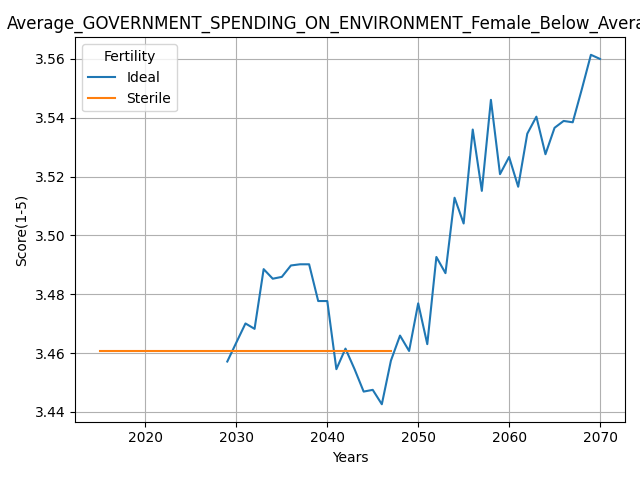 Average_GOVERNMENT_SPENDING_ON_ENVIRONMENT_Female_Below_Avera
Fertility
Ideal
Sterile
Score(1-5)
3.56
3.54
3.52
3.50
3.48
3.46
3.44
2020 2030 2040 2050 2060 2070
Years